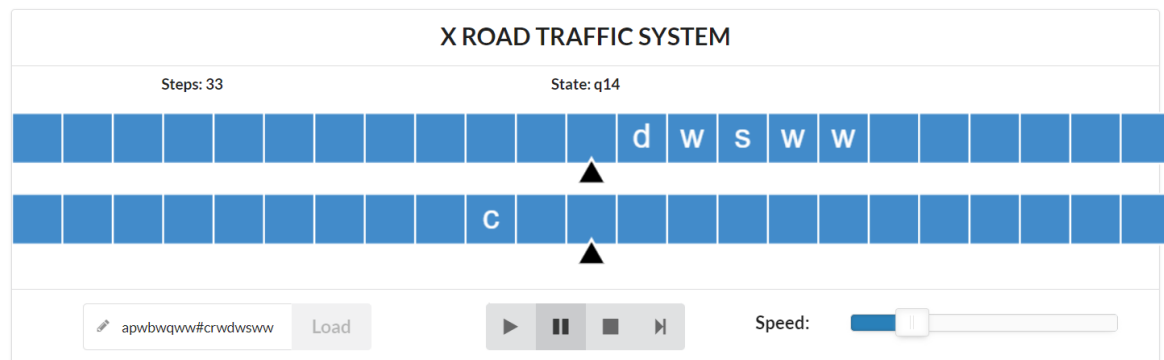 X ROAD TRAFFIC SYSTEM
Steps: 33 State: q14
d w s w w
c
apwbwqww#crwdwsww Load Speed: